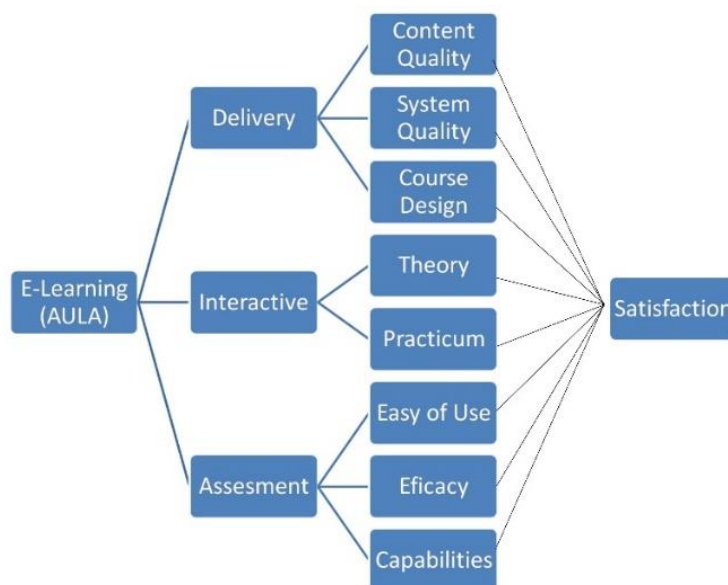 Content
Quality
Delivery
System
Quality
Course
Design
E-Learning
(AULA)
Interactive
Theory
Practicum
Satisfaction
Assesment
Easy of Use
Eficacy
Capabilities